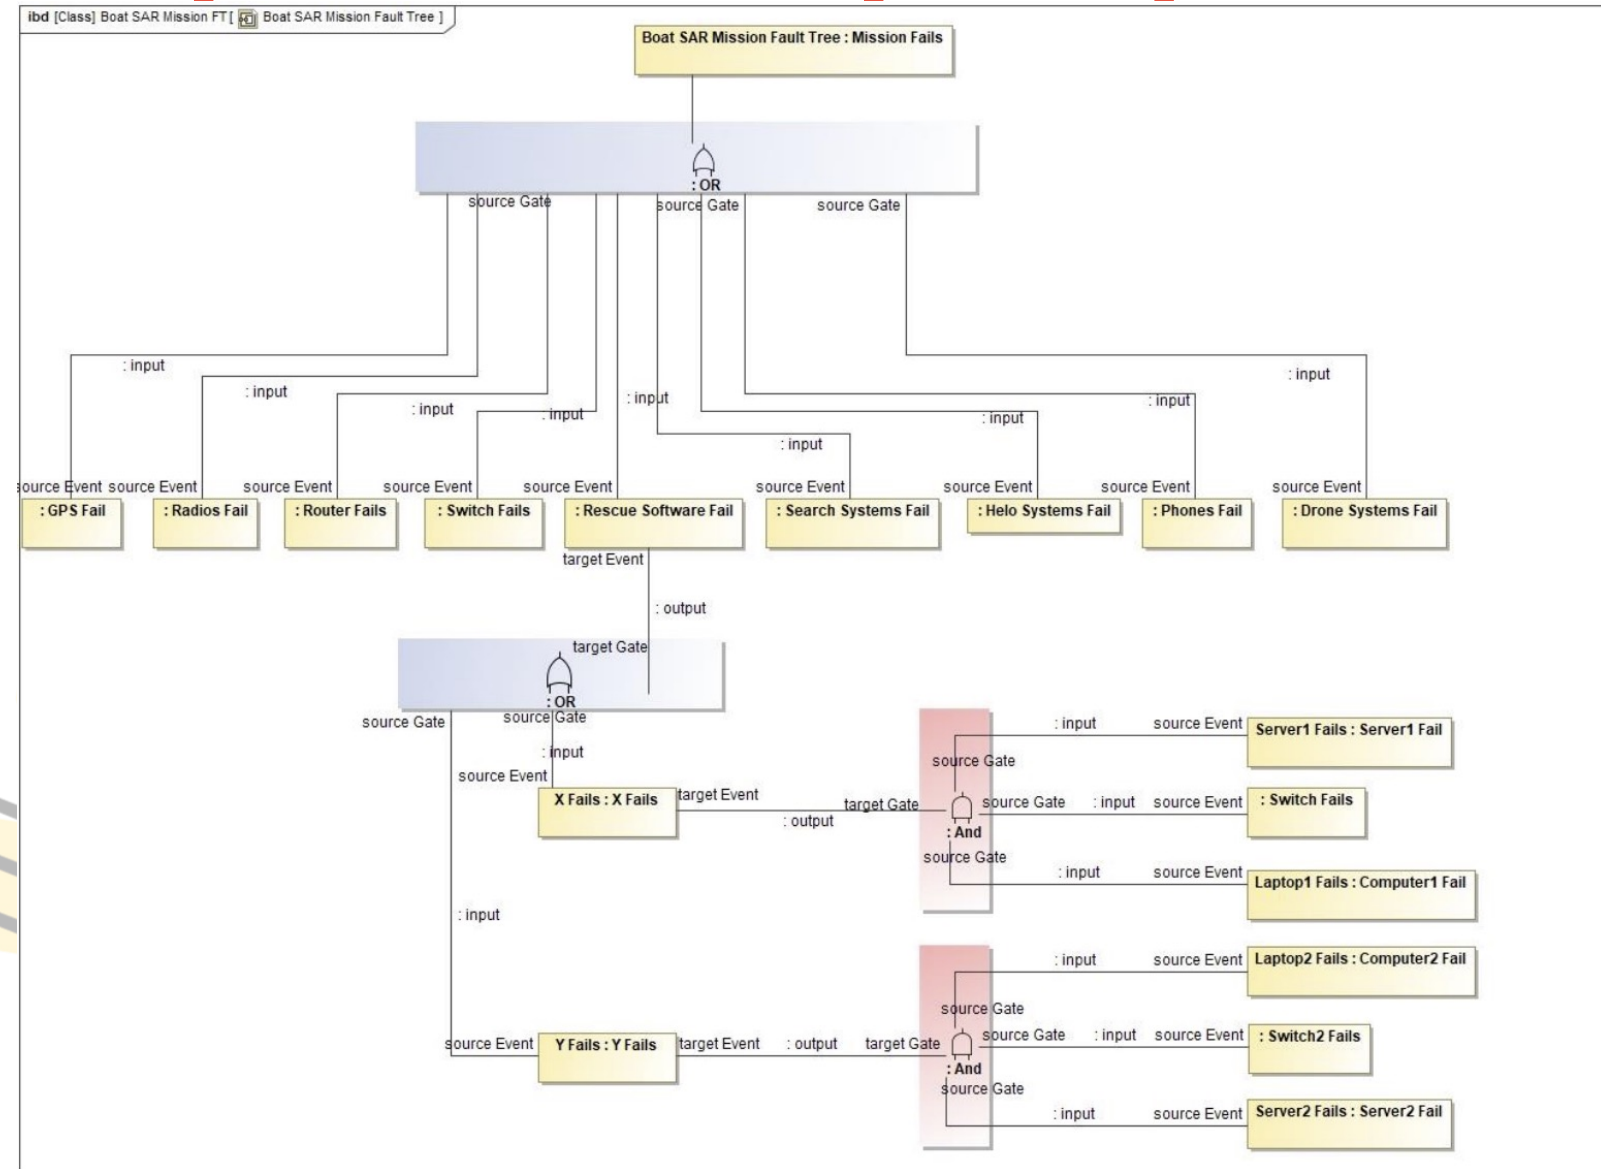 ibd [Class] Boat SAR Mission FT [ Boat SAR Mission Fault Tree ]
Boat SAR Mission Fault Tree : Mission Fails
: OR
source Gate
source Gate
source Gate
: input
: input
: input
: input
: input
: input
: input
: input
: input
source Event
source Event
source Event
source Event
source Event
source Event
source Event
source Event
source Event
: GPS Fail
: Radios Fail
: Router Fails
: Switch Fails
: Rescue Software Fail
: Search Systems Fail
: Helo Systems Fail
: Phones Fail
: Drone Systems Fail
target Event
: output
target Gate
: OR
source Gate
source Gate
: input
source Event
X Fails : X Fails
target Event
: output
target Gate
: And
source Gate
: input
source Event
Server1 Fails : Server1 Fail
source Gate
: input
source Event
: Switch Fails
source Gate
: input
source Event
Laptop1 Fails : Computer1 Fail
: input
source Event
Y Fails : Y Fails
target Event
: output
target Gate
: And
: input
source Event
Laptop2 Fails : Computer2 Fail
source Gate
source Gate
: input
source Event
: Switch2 Fails
source Gate
: input
source Event
Server2 Fails : Server2 Fail